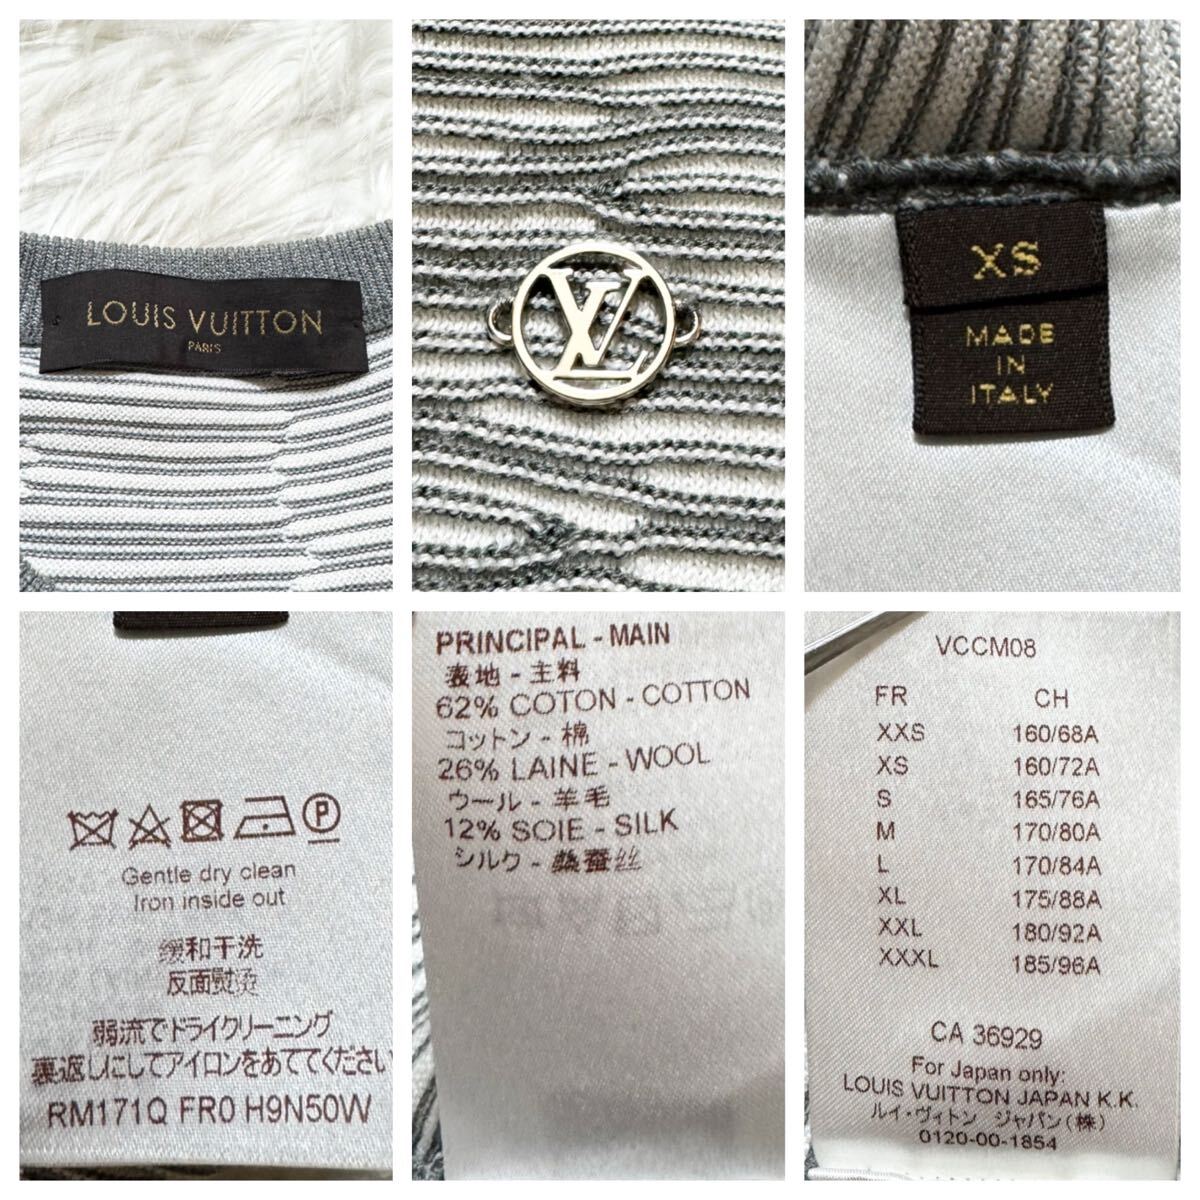 LOUIS VUITTON
PARIS
LV
XS
MADE
IN
ITALY
P
Gentle dry clean
Iron inside out
缓和干洗
反面熨烫
弱流でドライクリーニング
裏返しにしてアイロンをあててください
RM171Q FR0 H9N50W
PRINCIPAL - MAIN
表地 - 主料
62% COTON - COTTON
コットン - 棉
26% LAINE - WOOL
ウール - 羊毛
12% SOIE - SILK
シルク - 桑蚕丝
VCCM08
FR CH
XXS 160/68A
XS 160/72A
S 165/76A
M 170/80A
L 170/84A
XL 175/88A
XXL 180/92A
XXXL 185/96A
CA 36929
For Japan only:
LOUIS VUITTON JAPAN K.K.
ルイ・ヴィトン ジャパン(株)
0120-00-1854